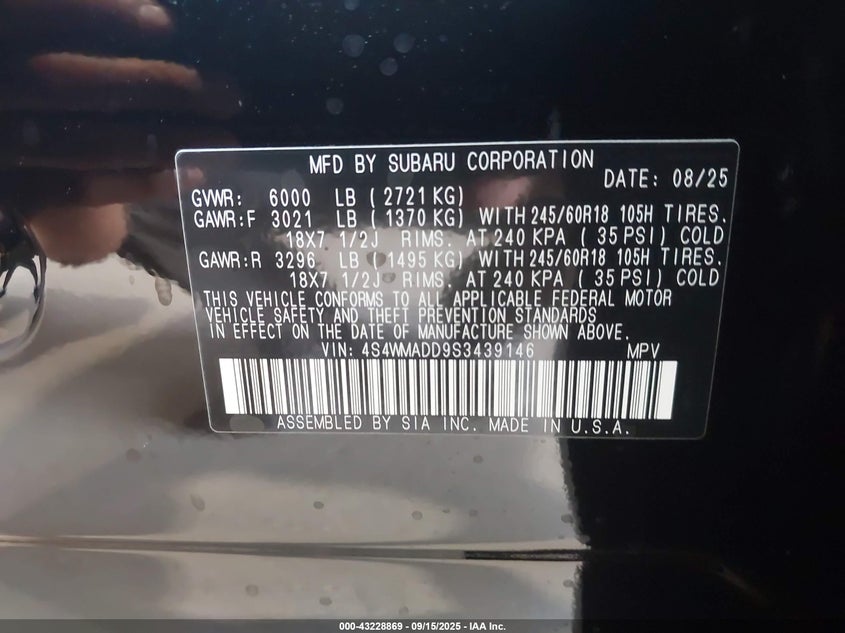 MFD BY SUBARU CORPORATION
DATE: 08/25
GVWR: 6000 LB ( 2721 KG)
GAWR:F 3021 LB ( 1370 KG) WITH 245/60R18 105H TIRES.
18X7 1/2J RIMS. AT 240 KPA ( 35 PSI) COLD
GAWR:R 3296 LB ( 1495 KG) WITH 245/60R18 105H TIRES.
18X7 1/2J RIMS. AT 240 KPA ( 35 PSI) COLD
THIS VEHICLE CONFORMS TO ALL APPLICABLE FEDERAL MOTOR
VEHICLE SAFETY AND THEFT PREVENTION STANDARDS
IN EFFECT ON THE DATE OF MANUFACTURE SHOWN ABOVE.
VIN: 4S4WMADD9S3439146 MPV
ASSEMBLED BY SIA INC. MADE IN U.S.A.
000-43228869 - 09/15/2025 - IAA Inc.